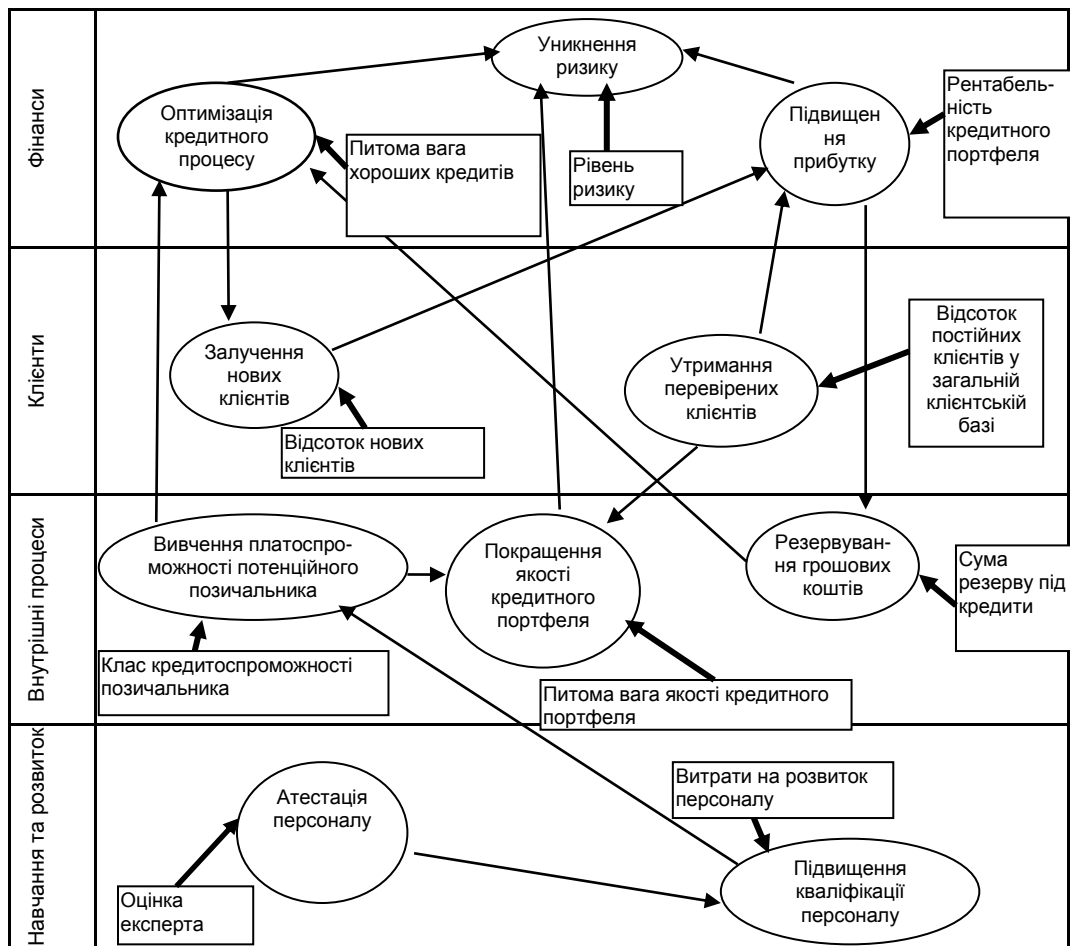 Фінанси
Уникнення
ризику
Оптимізація
кредитного
процесу
Питома вага
хороших кредитів
Рівень
ризику
Підвищен
ня
прибутку
Рентабель-
ність
кредитного
портфеля
Клієнти
Залучення
нових
клієнтів
Відсоток нових
клієнтів
Утримання
перевірених
клієнтів
Відсоток
постійних
клієнтів у
загальній
клієнтській
базі
Внутрішні процеси
Вивчення платоспро-
можності потенційного
позичальника
Клас кредитоспроможності
позичальника
Покращення
якості
кредитного
портфеля
Питома вага якості кредитного
портфеля
Резервуван-
ня грошових
коштів
Сума
резерву під
кредити
Навчання та розвиток
Атестація
персоналу
Оцінка
експерта
Витрати на розвиток
персоналу
Підвищення
кваліфікації
персоналу